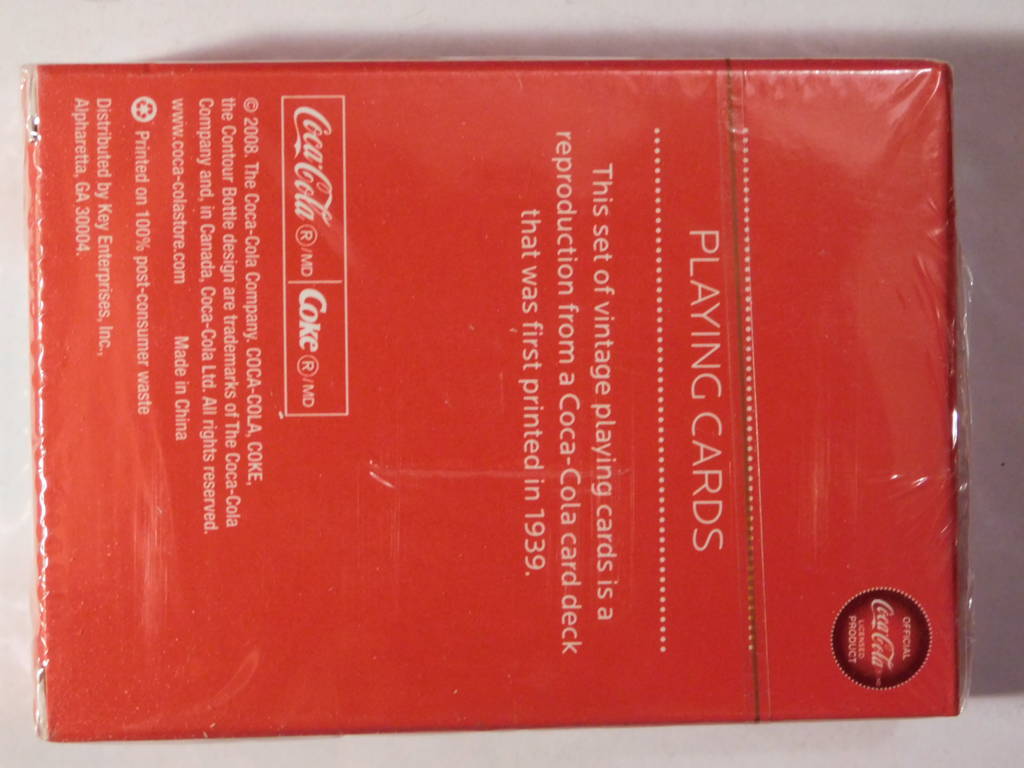 OFFICIAL
Coca-Cola ®/MD
LICENSED
PRODUCT
PLAYING CARDS
This set of vintage playing cards is a
reproduction from a Coca-Cola card deck
that was first printed in 1939.
Coca-Cola ®/MD Coke ®/MD
© 2008. The Coca-Cola Company. COCA-COLA, COKE,
the Contour Bottle design are trademarks of The Coca-Cola
Company and, in Canada, Coca-Cola Ltd. All rights reserved.
www.coca-colastore.com Made in China
Printed on 100% post-consumer waste
Distributed by Key Enterprises, Inc.,
Alpharetta, GA 30004.